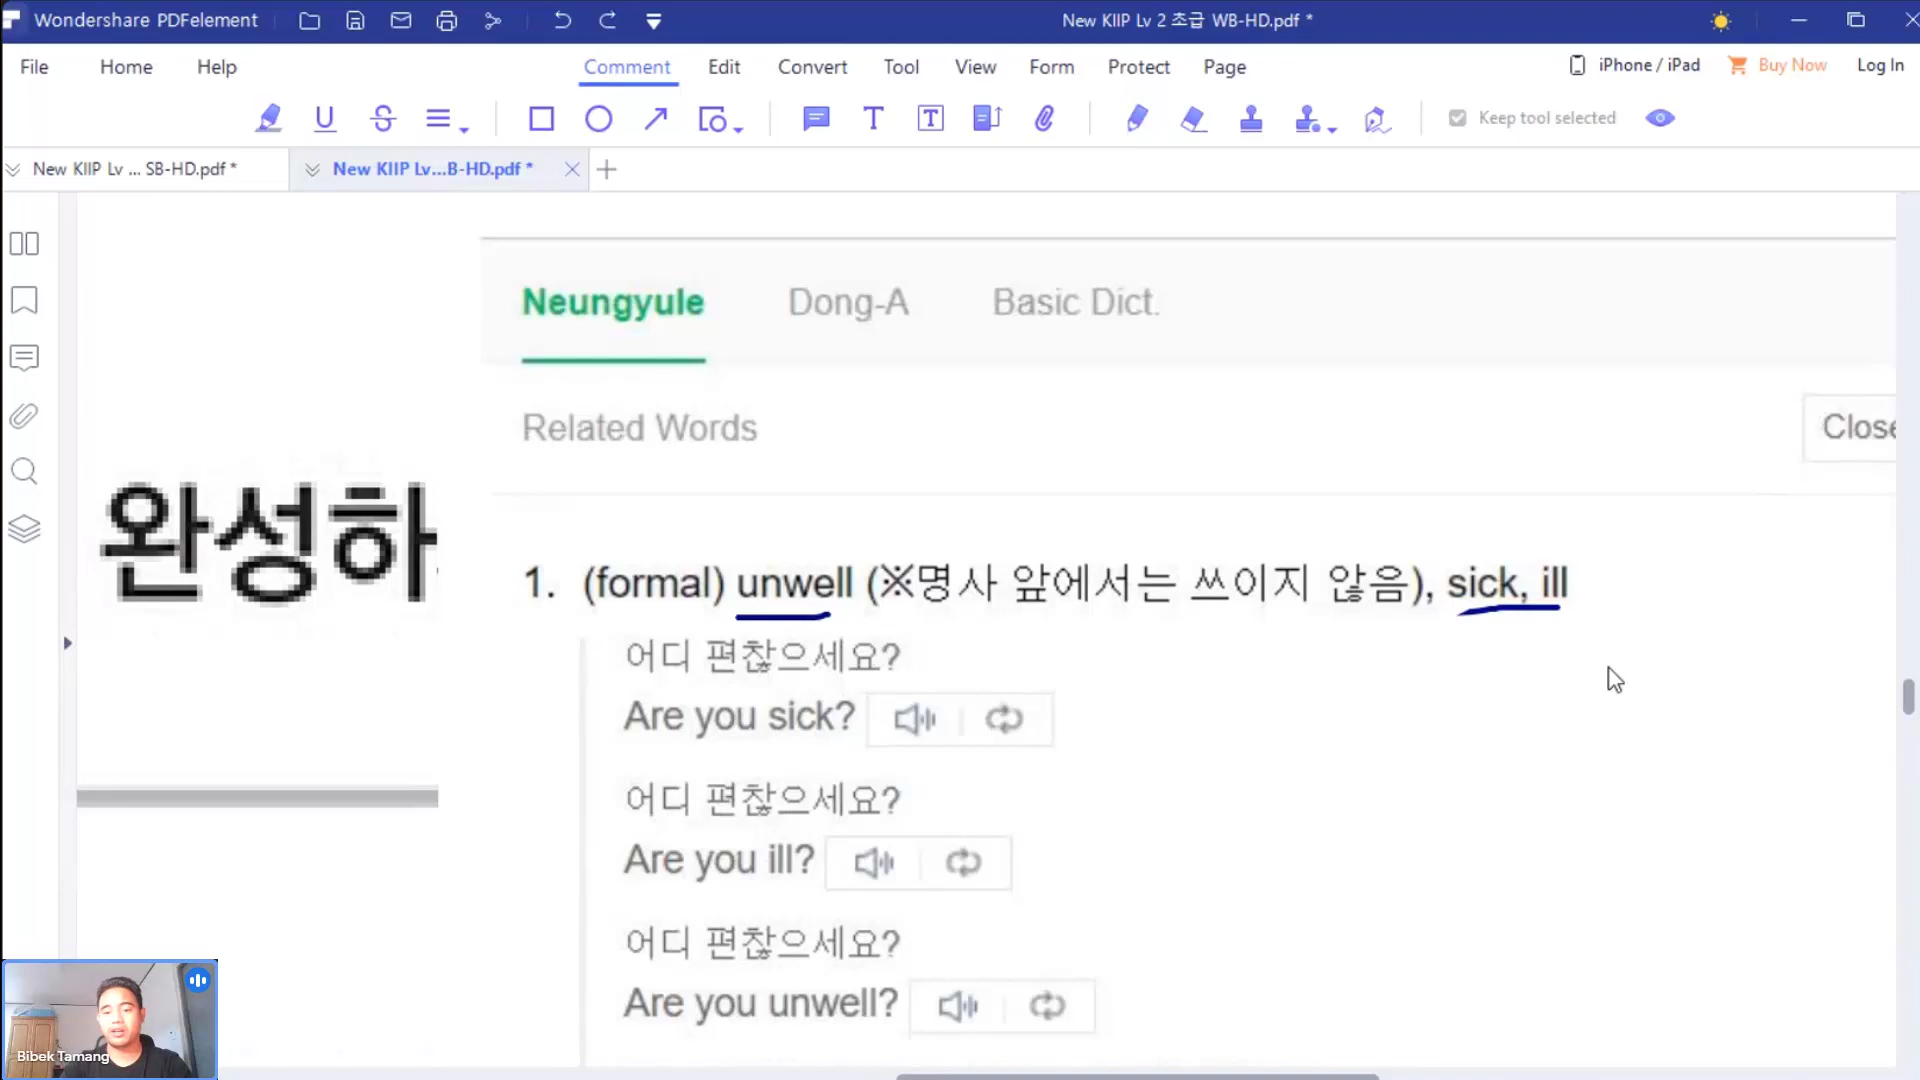 Wondershare PDFelement
New KIIP Lv 2 초급 WB-HD.pdf *
File Home Help Comment Edit Convert Tool View Form Protect Page iPhone / iPad Buy Now Log In
Keep tool selected
New KIIP Lv ... SB-HD.pdf *
New KIIP Lv...B-HD.pdf *
Neungyule Dong-A Basic Dict.
Related Words
Close
완성하
1. (formal) unwell (※명사 앞에서는 쓰이지 않음), sick, ill
어디 편찮으세요?
Are you sick?
어디 편찮으세요?
Are you ill?
어디 편찮으세요?
Are you unwell?
Bibek Tamang